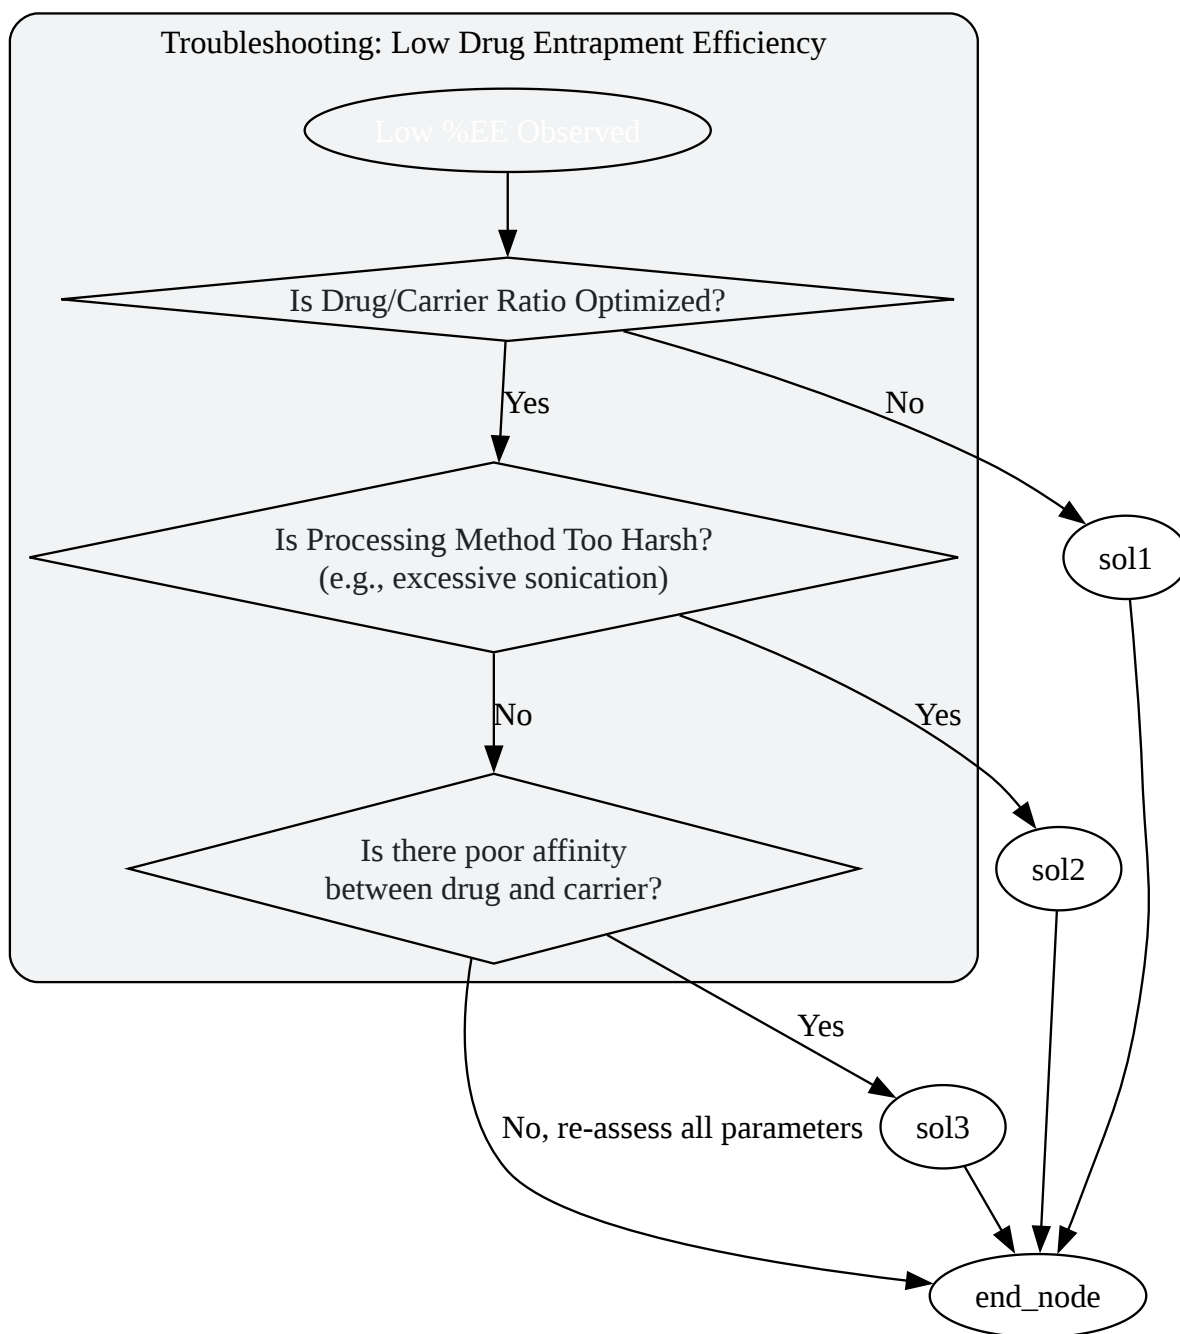 Troubleshooting: Low Drug Entrapment Efficiency
Low %EE Observed
Is Drug/Carrier Ratio Optimized?
Yes
No
Is Processing Method Too Harsh?
(e.g., excessive sonication)
sol1
No
Yes
Is there poor affinity
between drug and carrier?
sol2
Yes
No, re-assess all parameters
sol3
end_node